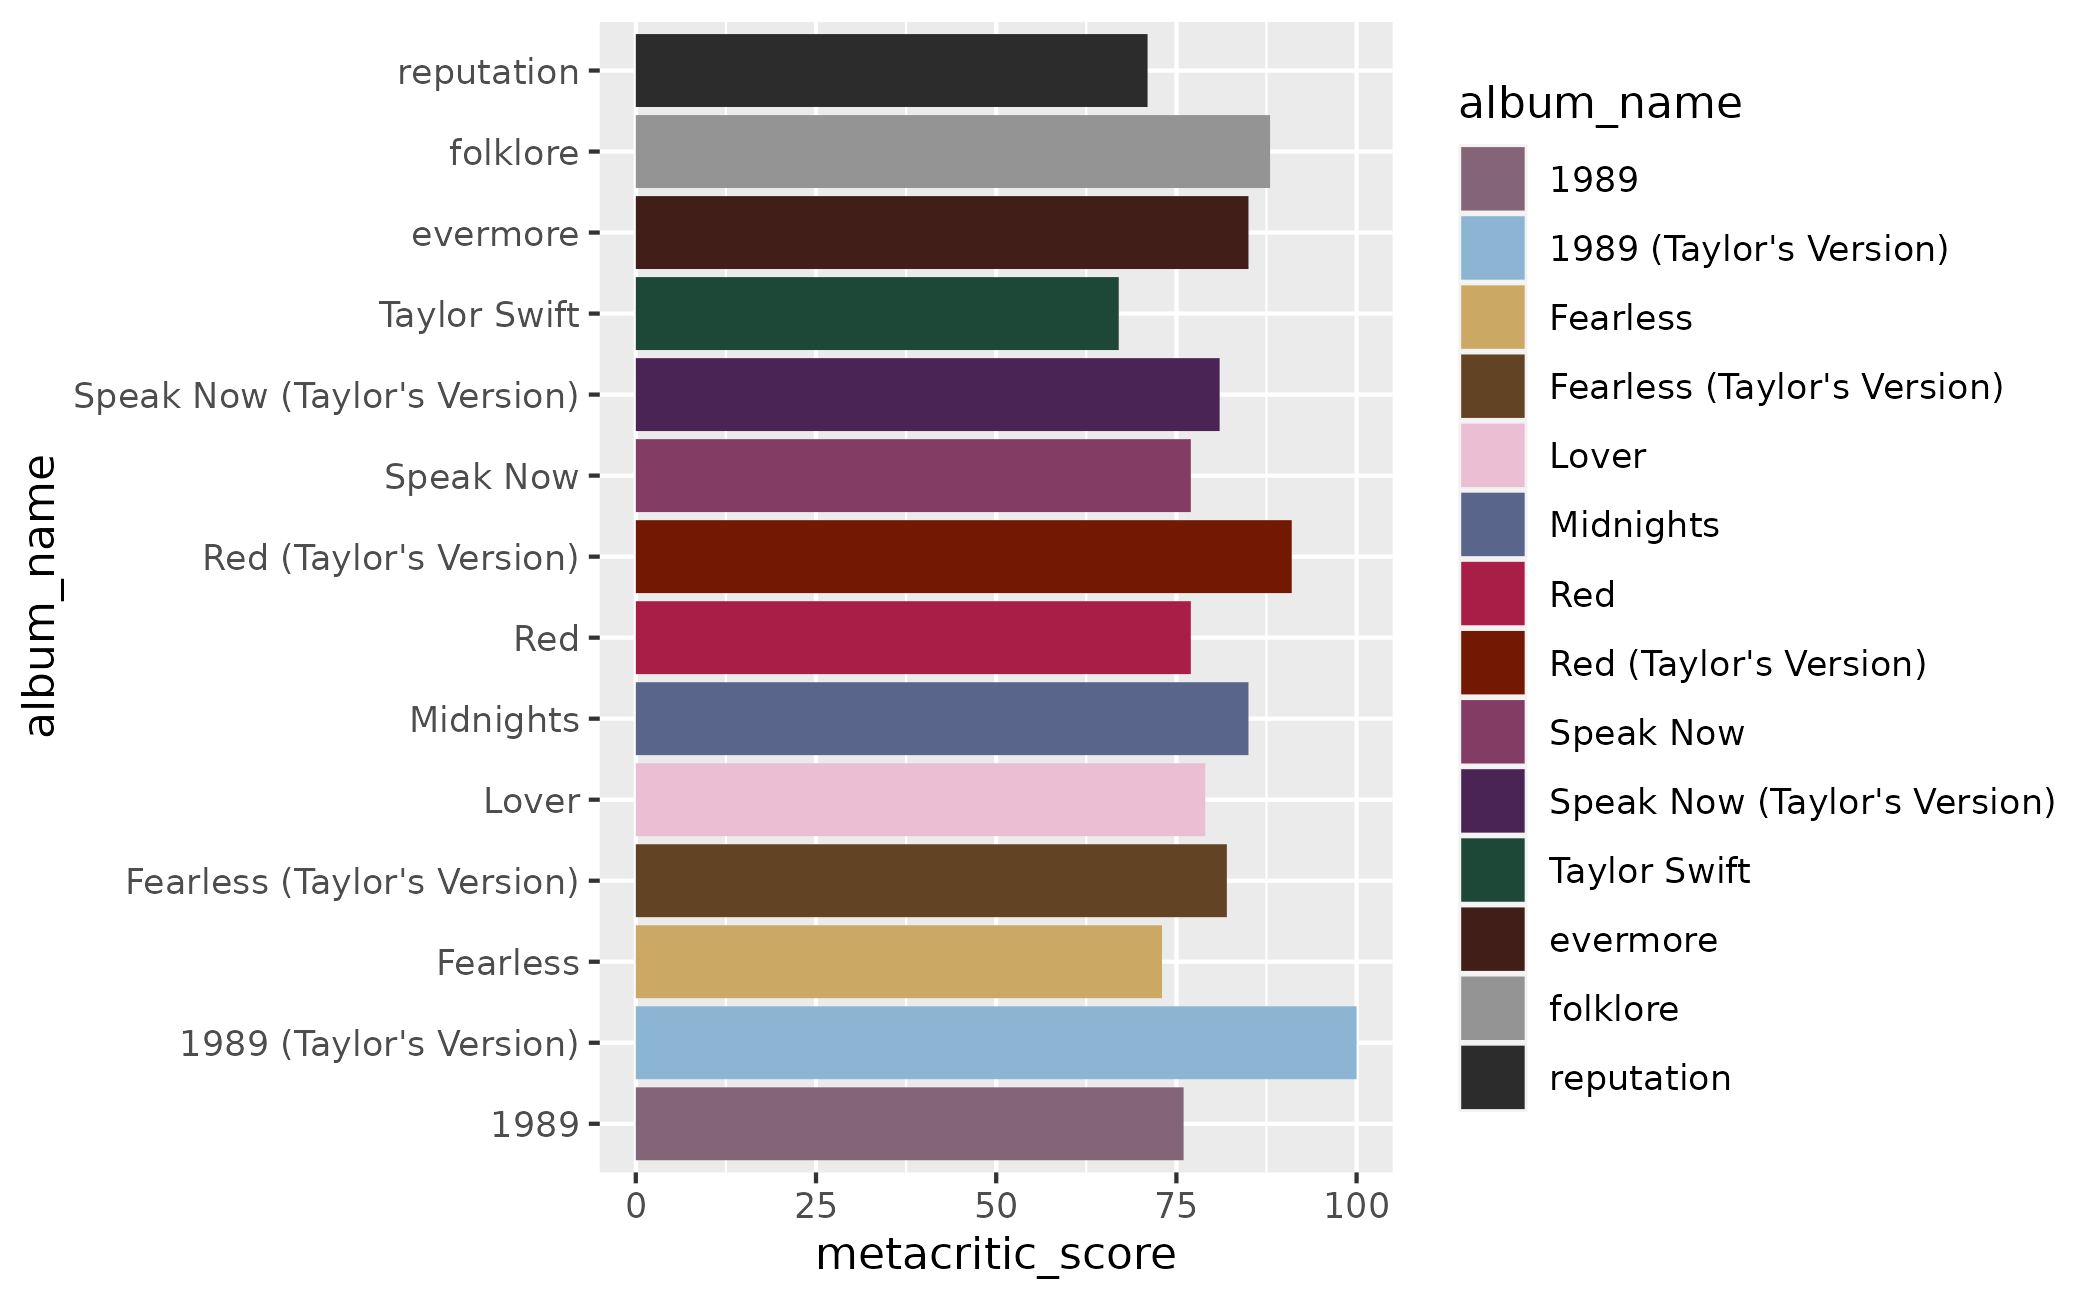 album_name
reputation
folklore
evermore
Taylor Swift
Speak Now (Taylor's Version)
Speak Now
Red (Taylor's Version)
Red
Midnights
Lover
Fearless (Taylor's Version)
Fearless
1989 (Taylor's Version)
1989
0 25 50 75 100
metacritic_score
album_name
1989
1989 (Taylor's Version)
Fearless
Fearless (Taylor's Version)
Lover
Midnights
Red
Red (Taylor's Version)
Speak Now
Speak Now (Taylor's Version)
Taylor Swift
evermore
folklore
reputation